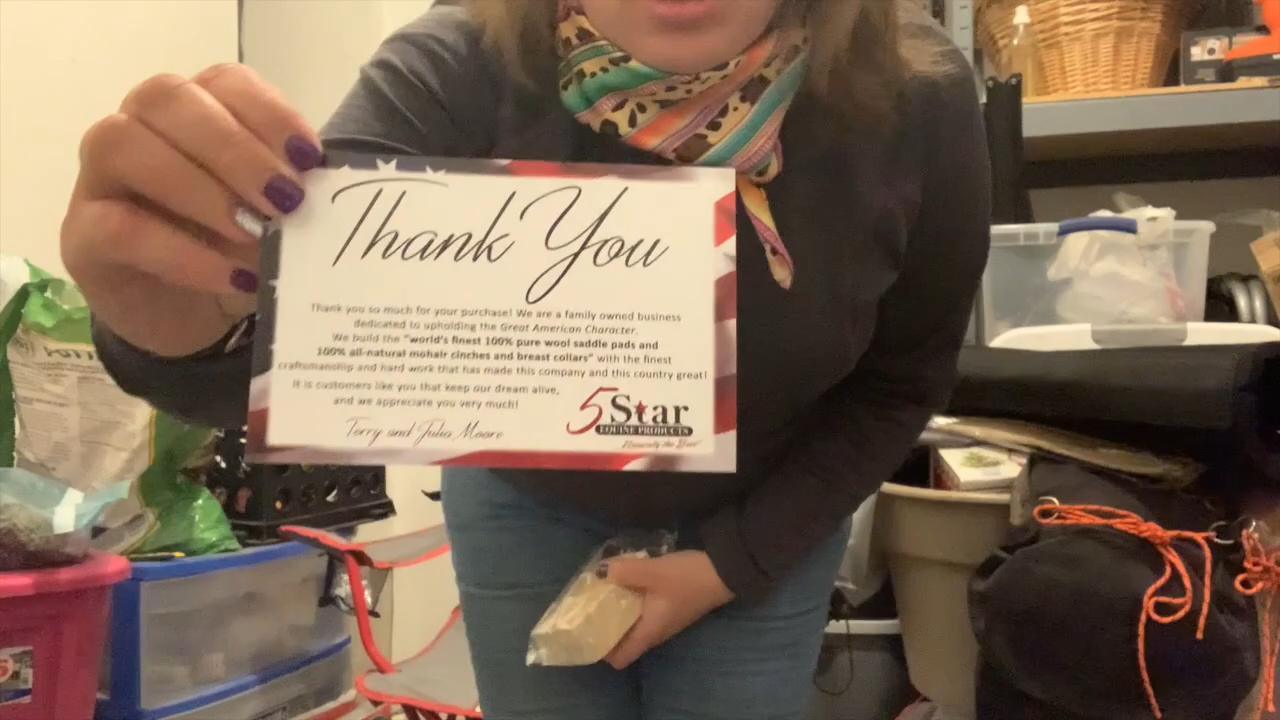 Thank You
Thank you so much for your purchase! We are a family owned business
dedicated to upholding the Great American Character.
We build the "world's finest 100% pure wool saddle pads and
100% all-natural mohair cinches and breast collars" with the finest
craftsmanship and hard work that has made this company and this country great!
It is customers like you that keep our dream alive,
and we appreciate you very much!
Terry and Julia Moore
5 Star
EQUINE PRODUCTS